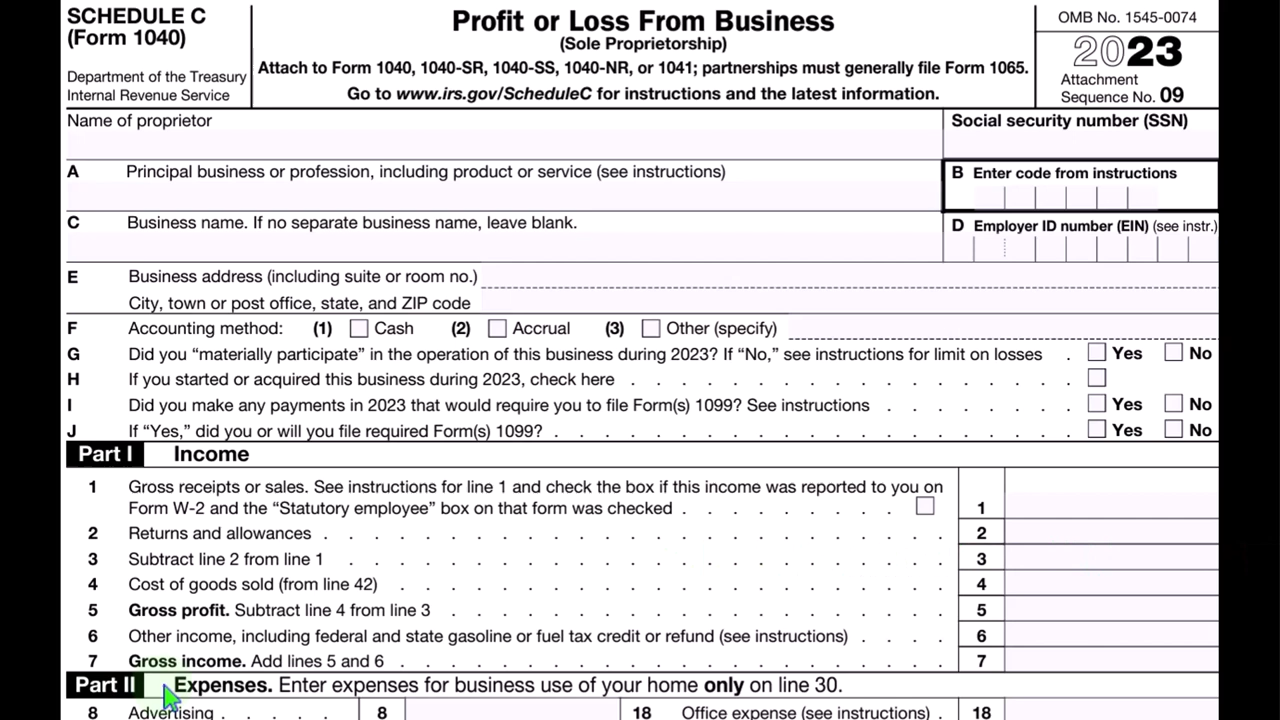 SCHEDULE C
(Form 1040)
Department of the Treasury
Internal Revenue Service
Profit or Loss From Business
(Sole Proprietorship)
Attach to Form 1040, 1040-SR, 1040-SS, 1040-NR, or 1041; partnerships must generally file Form 1065.
Go to www.irs.gov/ScheduleC for instructions and the latest information.
OMB No. 1545-0074
2023
Attachment
Sequence No. 09
Name of proprietor
Social security number (SSN)
A Principal business or profession, including product or service (see instructions)
B Enter code from instructions
C Business name. If no separate business name, leave blank.
D Employer ID number (EIN) (see instr.)
E Business address (including suite or room no.)
City, town or post office, state, and ZIP code
F Accounting method: (1) Cash (2) Accrual (3) Other (specify)
G Did you “materially participate” in the operation of this business during 2023? If “No,” see instructions for limit on losses . Yes No
H If you started or acquired this business during 2023, check here . . . . . . . . . . . . . . . . . .
I Did you make any payments in 2023 that would require you to file Form(s) 1099? See instructions . . . . . . . Yes No
J If “Yes,” did you or will you file required Form(s) 1099? . . . . . . . . . . . . . . . . . Yes No
Part I Income
1 Gross receipts or sales. See instructions for line 1 and check the box if this income was reported to you on
Form W-2 and the “Statutory employee” box on that form was checked . . . . . . . . . 1
2 Returns and allowances . . . . . . . . . . . . . . . . . . . . 2
3 Subtract line 2 from line 1 . . . . . . . . . . . . . . . . . . . 3
4 Cost of goods sold (from line 42) . . . . . . . . . . . . . . . . . . 4
5 Gross profit. Subtract line 4 from line 3 . . . . . . . . . . . . . . . . 5
6 Other income, including federal and state gasoline or fuel tax credit or refund (see instructions) . . . . 6
7 Gross income. Add lines 5 and 6 . . . . . . . . . . . . . . . . . . 7
Part II Expenses. Enter expenses for business use of your home only on line 30.
8 Advertising . . . . . 8 18 Office expense (see instructions) . 18